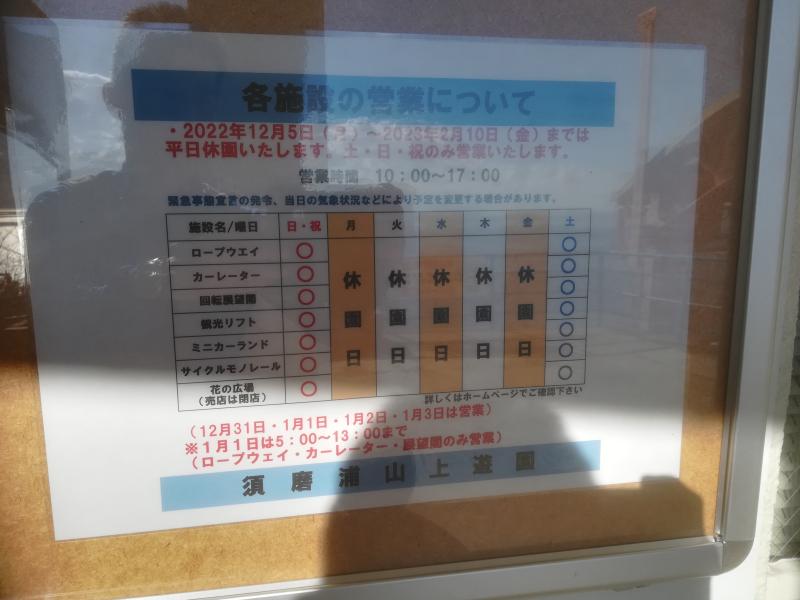 各施設の営業について
・2022年12月5日（月）～2023年2月10日（金）までは
平日休園いたします。土・日・祝のみ営業いたします。
営業時間 10：00～17：00
緊急事態宣言の発令、当日の気象状況などにより予定を変更する場合があります。
施設名/曜日 日・祝 月 火 水 木 金 土
ロープウエイ ○ 休園日 休園日 休園日 休園日 休園日 ○
カーレーター ○ ○
回転展望閣 ○ ○
観光リフト ○ ○
ミニカーランド ○ ○
サイクルモノレール ○ ○
花の広場
（売店は閉店） ○ ○
詳しくはホームページでご確認下さい
（12月31日・1月1日・1月2日・1月3日は営業）
※1月1日は5：00～13：00まで
（ロープウェイ・カーレーター・展望閣のみ営業）
須磨浦山上遊園